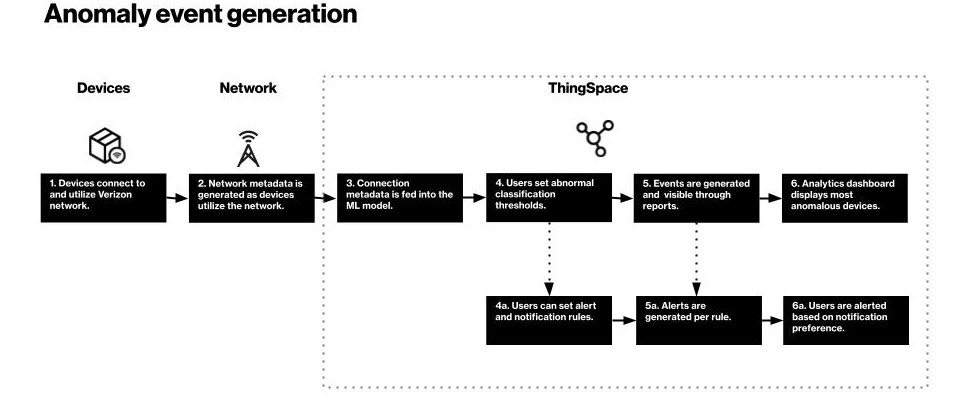 Anomaly event generation
Devices
Network
ThingSpace
1. Devices connect to
and utilize Verizon
network.
2. Network metadata is
generated as devices
utilize the network.
3. Connection
metadata is fed into the
ML model.
4. Users set abnormal
classification
thresholds.
5. Events are generated
and visible through
reports.
6. Analytics dashboard
displays most
anomalous devices.
4a. Users can set alert
and notification rules.
5a. Alerts are
generated per rule.
6a. Users are alerted
based on notification
preference.